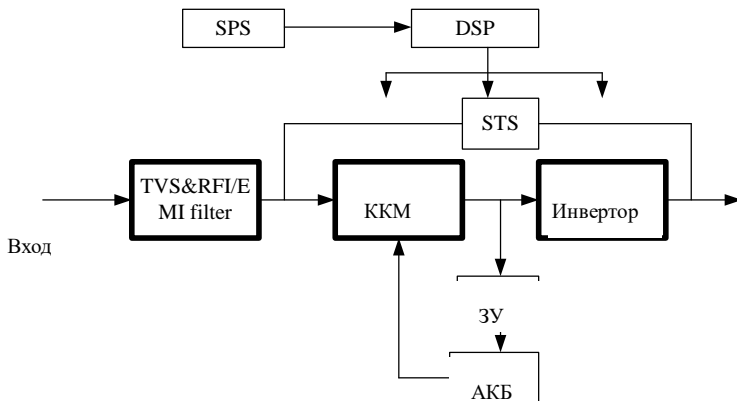 SPS
DSP
STS
TVS&RFI/E
MI filter
ККМ
Инвертор
Вход
ЗУ
АКБ